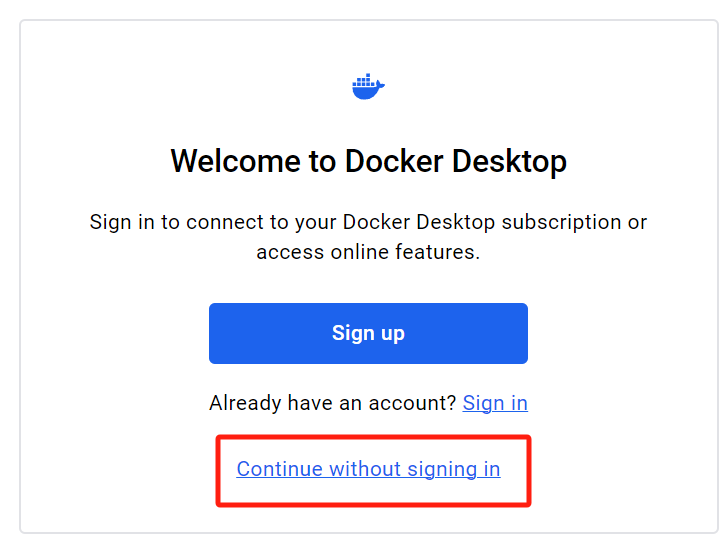 Welcome to Docker Desktop
Sign in to connect to your Docker Desktop subscription or
access online features.
Sign up
Already have an account? Sign in
Continue without signing in